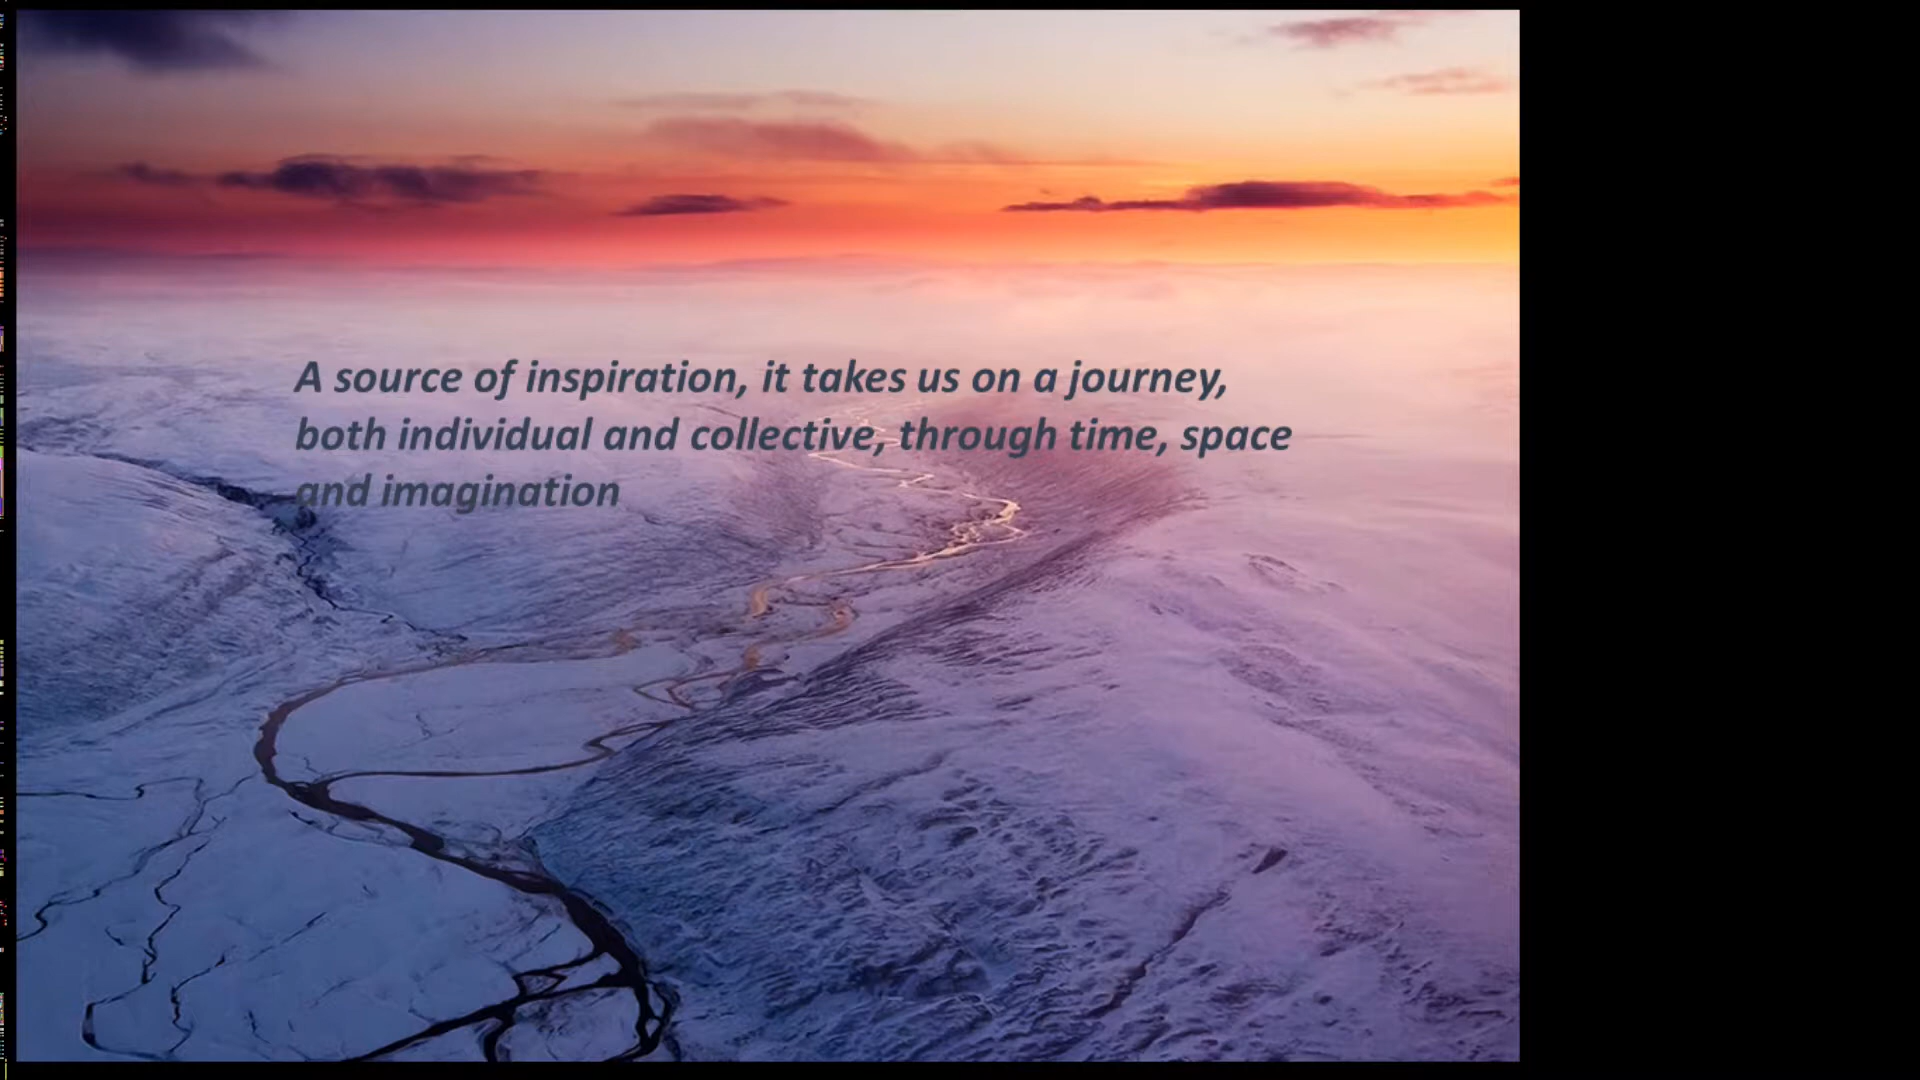 A source of inspiration, it takes us on a journey,
both individual and collective, through time, space
and imagination